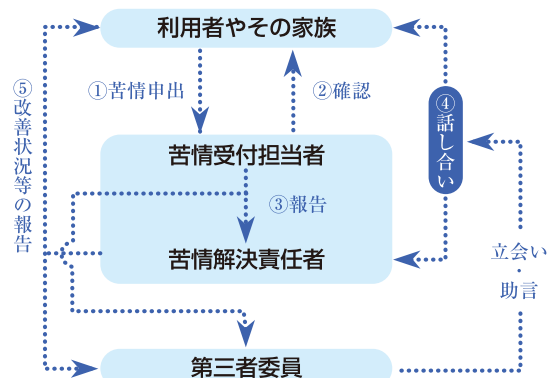 利用者やその家族
①苦情申出
②確認
④話し合い
⑤改善状況等の報告
苦情受付担当者
③報告
苦情解決責任者
立会い
・
助言
第三者委員